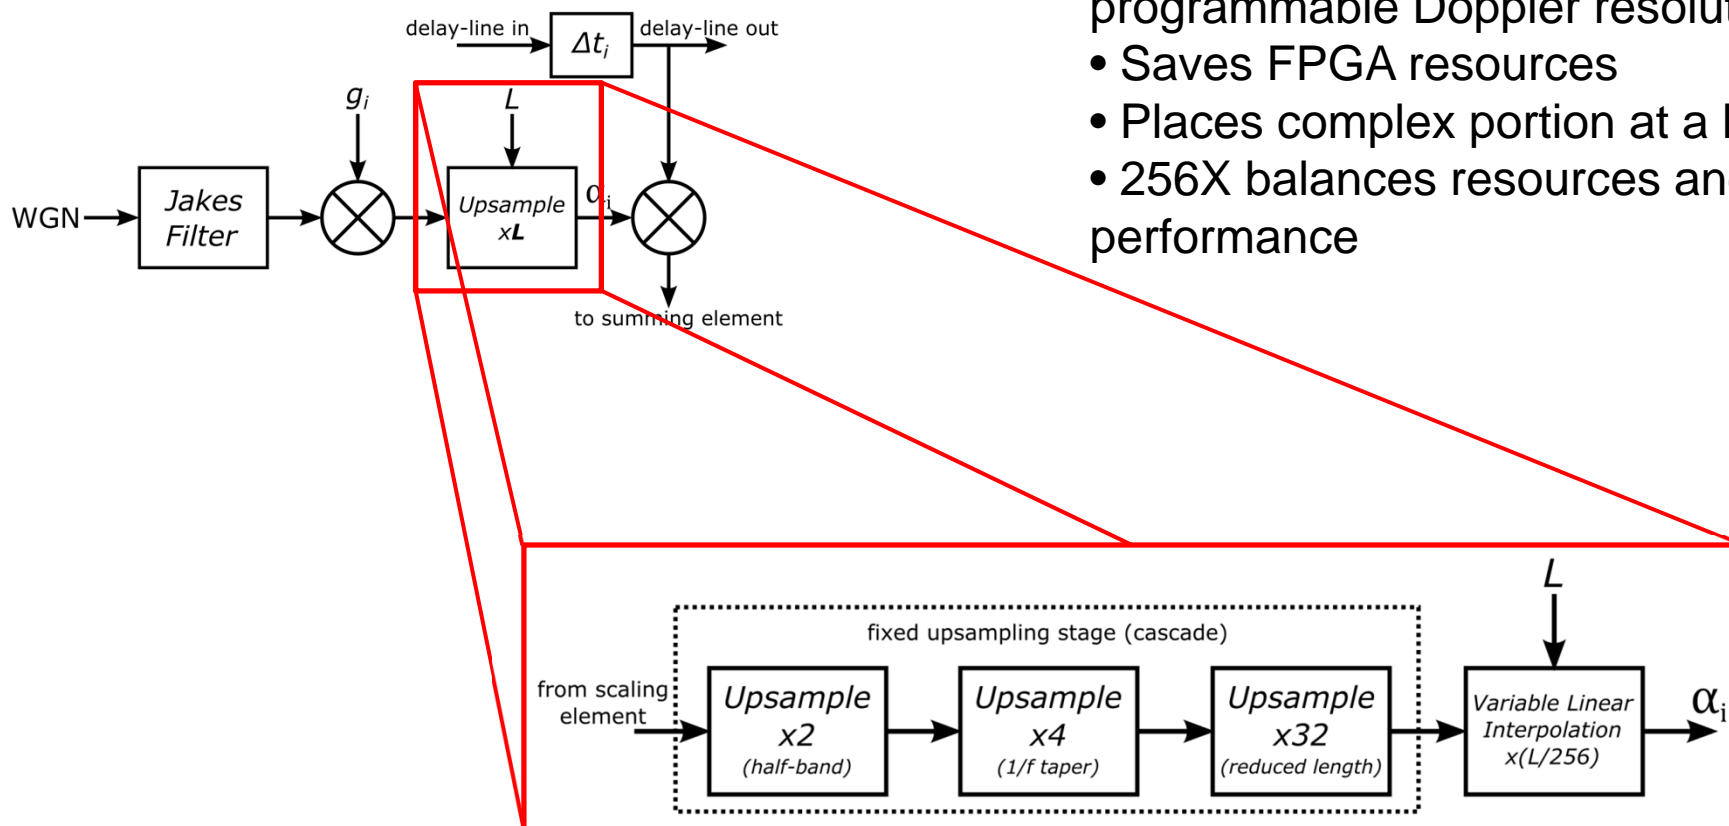 programmable Doppler
• Saves FPGA resources
• Places complex portion at a
• 256X balances resources
performance
delay-line in
Δti
delay-line out
gi
L
WGN
Jakes
Filter
Upsample
xL
αi
to summing element
L
fixed upsampling stage (cascade)
from scaling
element
Upsample
x2
(half-band)
Upsample
x4
(1/f taper)
Upsample
x32
(reduced length)
Variable Linear
Interpolation
x(L/256)
αi